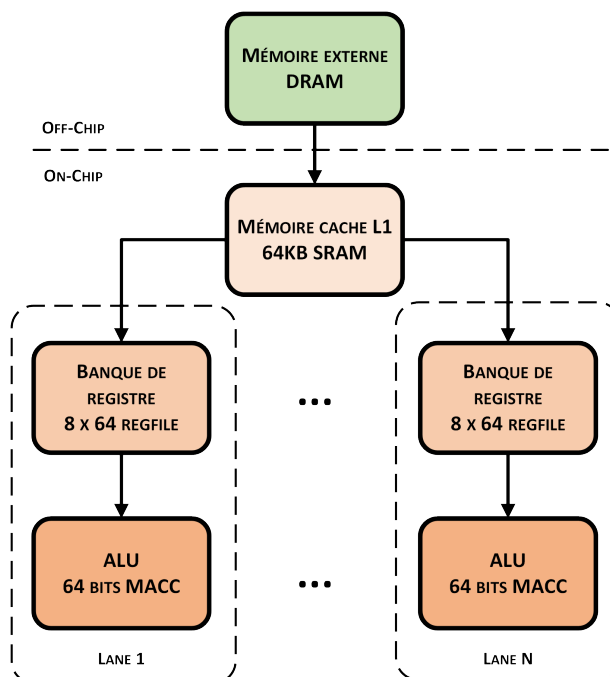 Mémoire externe
DRAM
Off-Chip
On-Chip
Mémoire cache L1
64KB SRAM
Banque de
registre
8 x 64 regfile
Banque de
registre
8 x 64 regfile
...
ALU
64 bits MACC
ALU
64 bits MACC
...
Lane 1
Lane N